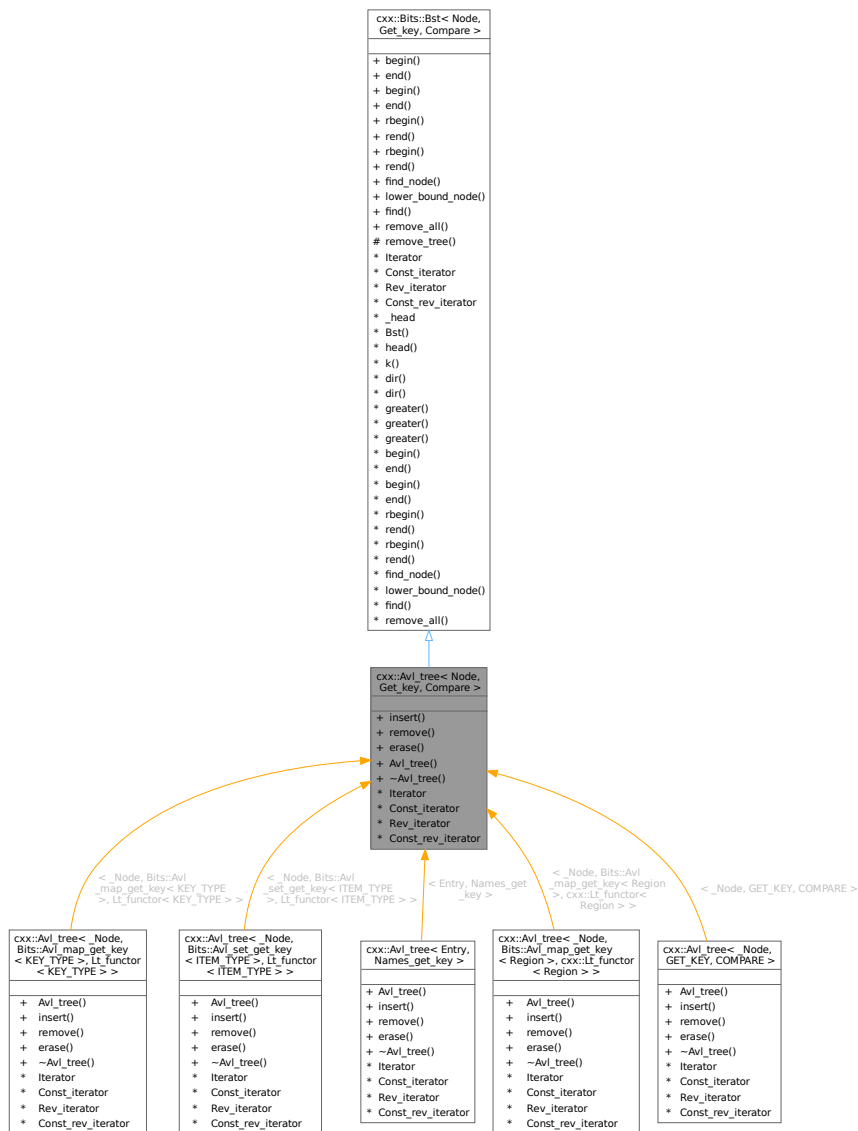 cxx::Bits::Bst< Node,
Get_key, Compare >
+ begin()
+ end()
+ begin()
+ end()
+ rbegin()
+ rend()
+ rbegin()
+ rend()
+ find_node()
+ lower_bound_node()
+ find()
+ remove_all()
# remove_tree()
* Iterator
* Const_iterator
* Rev_iterator
* Const_rev_iterator
* _head
* Bst()
* head()
* k()
* dir()
* dir()
* greater()
* greater()
* greater()
* begin()
* end()
* begin()
* end()
* rbegin()
* rend()
* rbegin()
* rend()
* find_node()
* lower_bound_node()
* find()
* remove_all()
cxx::Avl_tree< Node,
Get_key, Compare >
+ insert()
+ remove()
+ erase()
+ Avl_tree()
+ ~Avl_tree()
* Iterator
* Const_iterator
* Rev_iterator
* Const_rev_iterator
< _Node, Bits::Avl
_map_get_key< KEY_TYPE
>, Lt_functor< KEY_TYPE > >
< _Node, Bits::Avl
_set_get_key< ITEM_TYPE
>, Lt_functor< ITEM_TYPE > >
< Entry, Names_get
_key >
< _Node, Bits::Avl
_map_get_key< Region
>, cxx::Lt_functor<
Region > >
< _Node, GET_KEY, COMPARE >
cxx::Avl_tree< _Node,
Bits::Avl_map_get_key
< KEY_TYPE >, Lt_functor
< KEY_TYPE > >
+ Avl_tree()
+ insert()
+ remove()
+ erase()
+ ~Avl_tree()
* Iterator
* Const_iterator
* Rev_iterator
* Const_rev_iterator
cxx::Avl_tree< _Node,
Bits::Avl_set_get_key
< ITEM_TYPE >, Lt_functor
< ITEM_TYPE > >
+ Avl_tree()
+ insert()
+ remove()
+ erase()
+ ~Avl_tree()
* Iterator
* Const_iterator
* Rev_iterator
* Const_rev_iterator
cxx::Avl_tree< Entry,
Names_get_key >
+ Avl_tree()
+ insert()
+ remove()
+ erase()
+ ~Avl_tree()
* Iterator
* Const_iterator
* Rev_iterator
* Const_rev_iterator
cxx::Avl_tree< _Node,
Bits::Avl_map_get_key
< Region >, cxx::Lt_functor
< Region > >
+ Avl_tree()
+ insert()
+ remove()
+ erase()
+ ~Avl_tree()
* Iterator
* Const_iterator
* Rev_iterator
* Const_rev_iterator
cxx::Avl_tree< _Node,
GET_KEY, COMPARE >
+ Avl_tree()
+ insert()
+ remove()
+ erase()
+ ~Avl_tree()
* Iterator
* Const_iterator
* Rev_iterator
* Const_rev_iterator